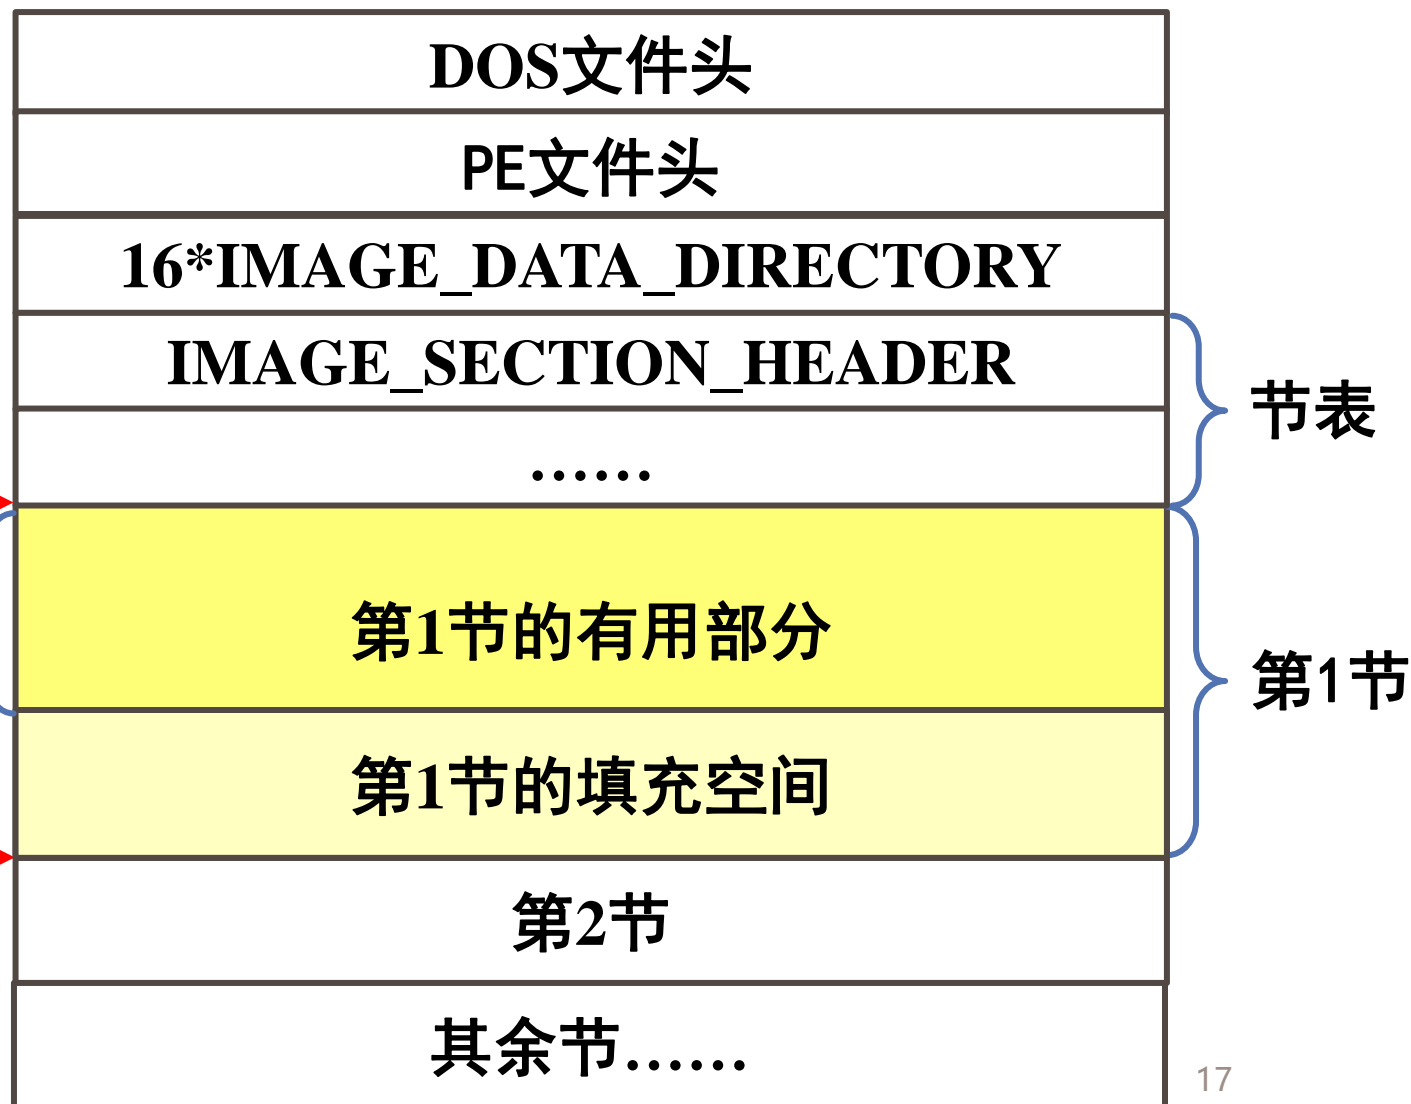 DOS文件头
PE文件头
16*IMAGE_DATA_DIRECTORY
IMAGE_SECTION_HEADER
……
节表
第1节的有用部分
第1节
第1节的填充空间
第2节
其余节……
17